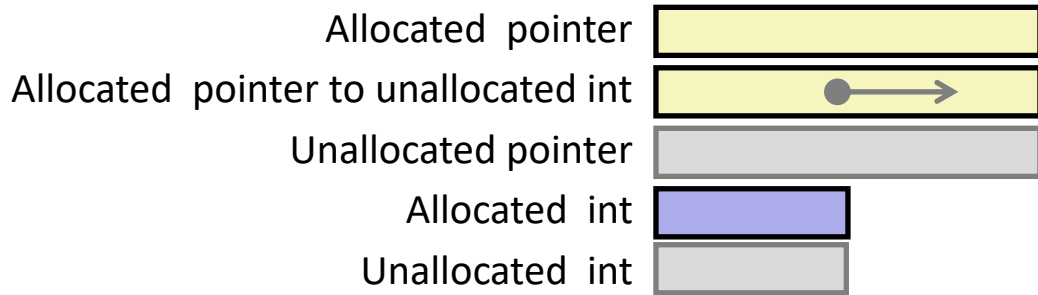 Allocated pointer
Allocated pointer to unallocated int
Unallocated pointer
Allocated int
Unallocated int